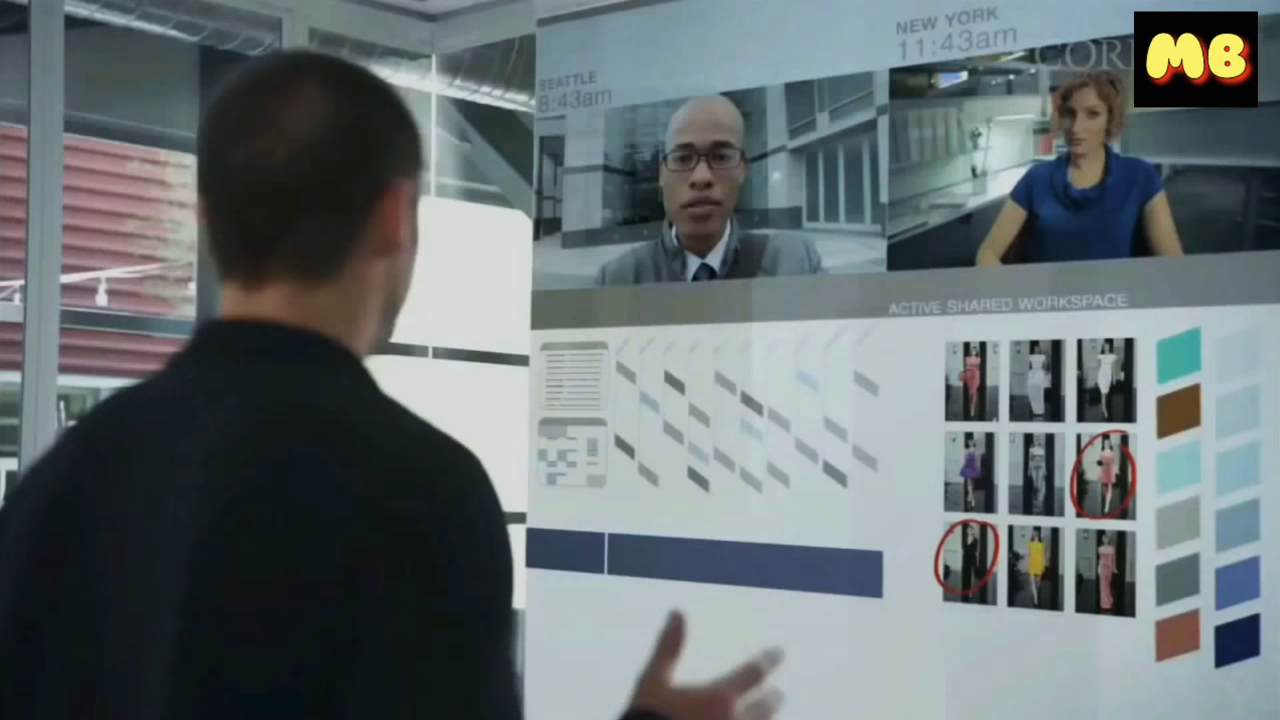 SEATTLE
8:43am
NEW YORK
11:43am
MB
ACTIVE SHARED WORKSPACE